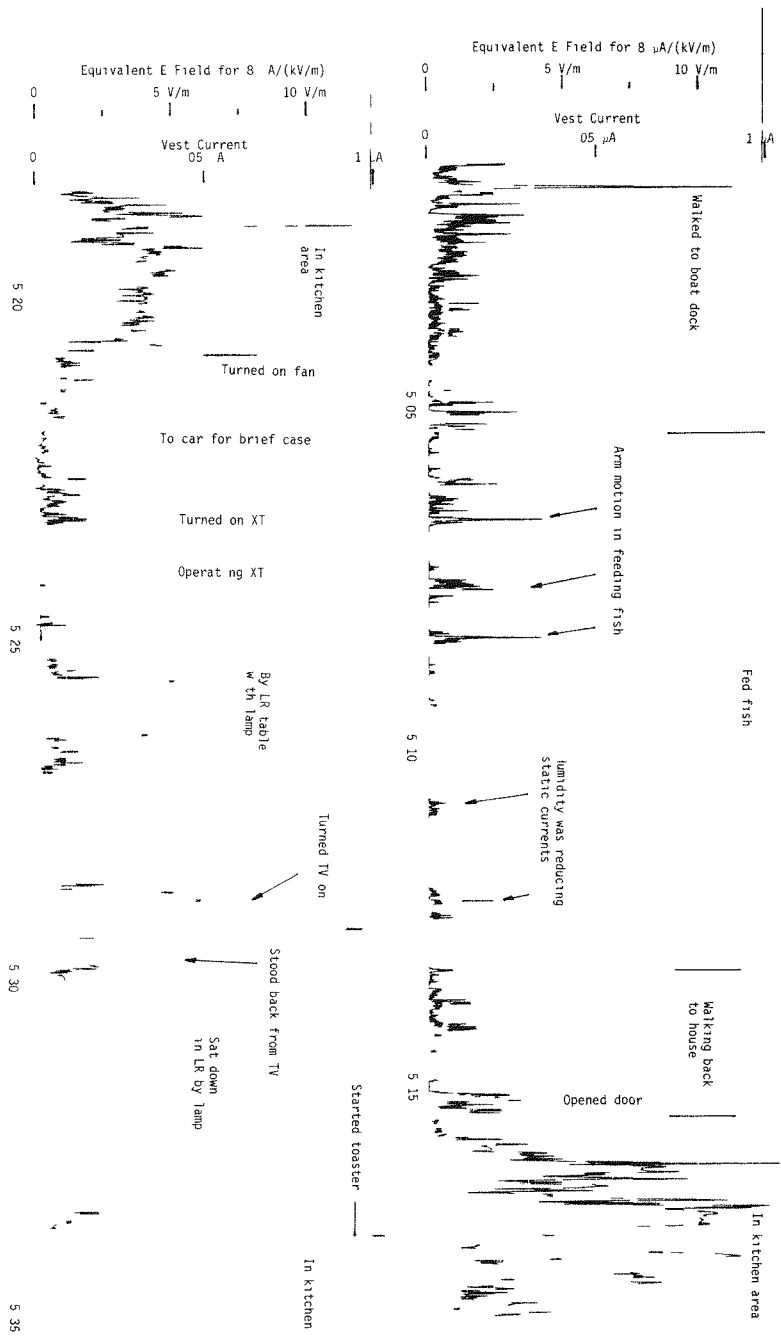 Equivalent E Field for 8 µA/(kV/m)
0
5 V/m
10 V/m
Vest Current
0
05 µA
1 µA
Walked to boat dock
5 05
Arm motion in feeding fish
Fed fish
5 10
umidity was reducing
static currents
Walking back
to house
5 15
Opened door
In kitchen area
Equivalent E Field for 8 A/(kV/m)
0
5 V/m
10 V/m
Vest Current
0
05 A
1 A
In kitchen
area
5 20
Turned on fan
To car for brief case
Turned on XT
Operat ng XT
5 25
By LR table
w th lamp
Turned TV on
5 30
Stood back from TV
Sat down
in LR by lamp
Started toaster
In kitchen
5 35